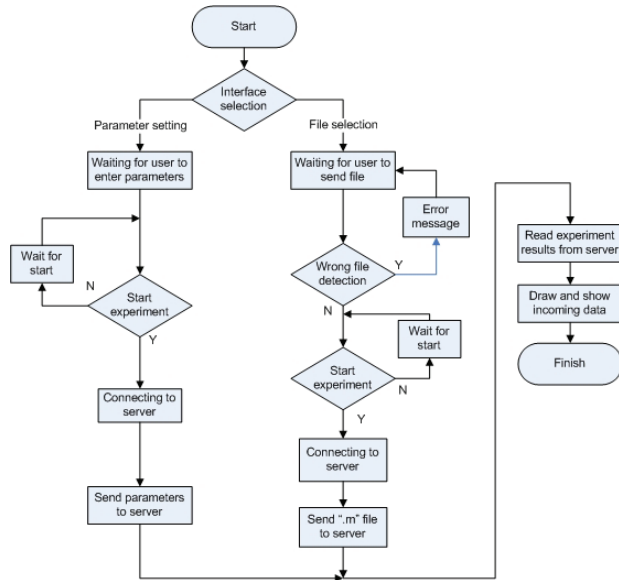 Start
Interface
selection
Parameter setting
File selection
Waiting for user to
enter parameters
Waiting for user to
send file
Error
message
Read experiment
results from server
Wait for
start
Wrong file
detection
Y
N
Start
experiment
N
Y
Draw and show
incoming data
Wait for
start
Start
experiment
N
Y
Finish
Connecting to
server
Connecting to
server
Send parameters
to server
Send “.m” file
to server